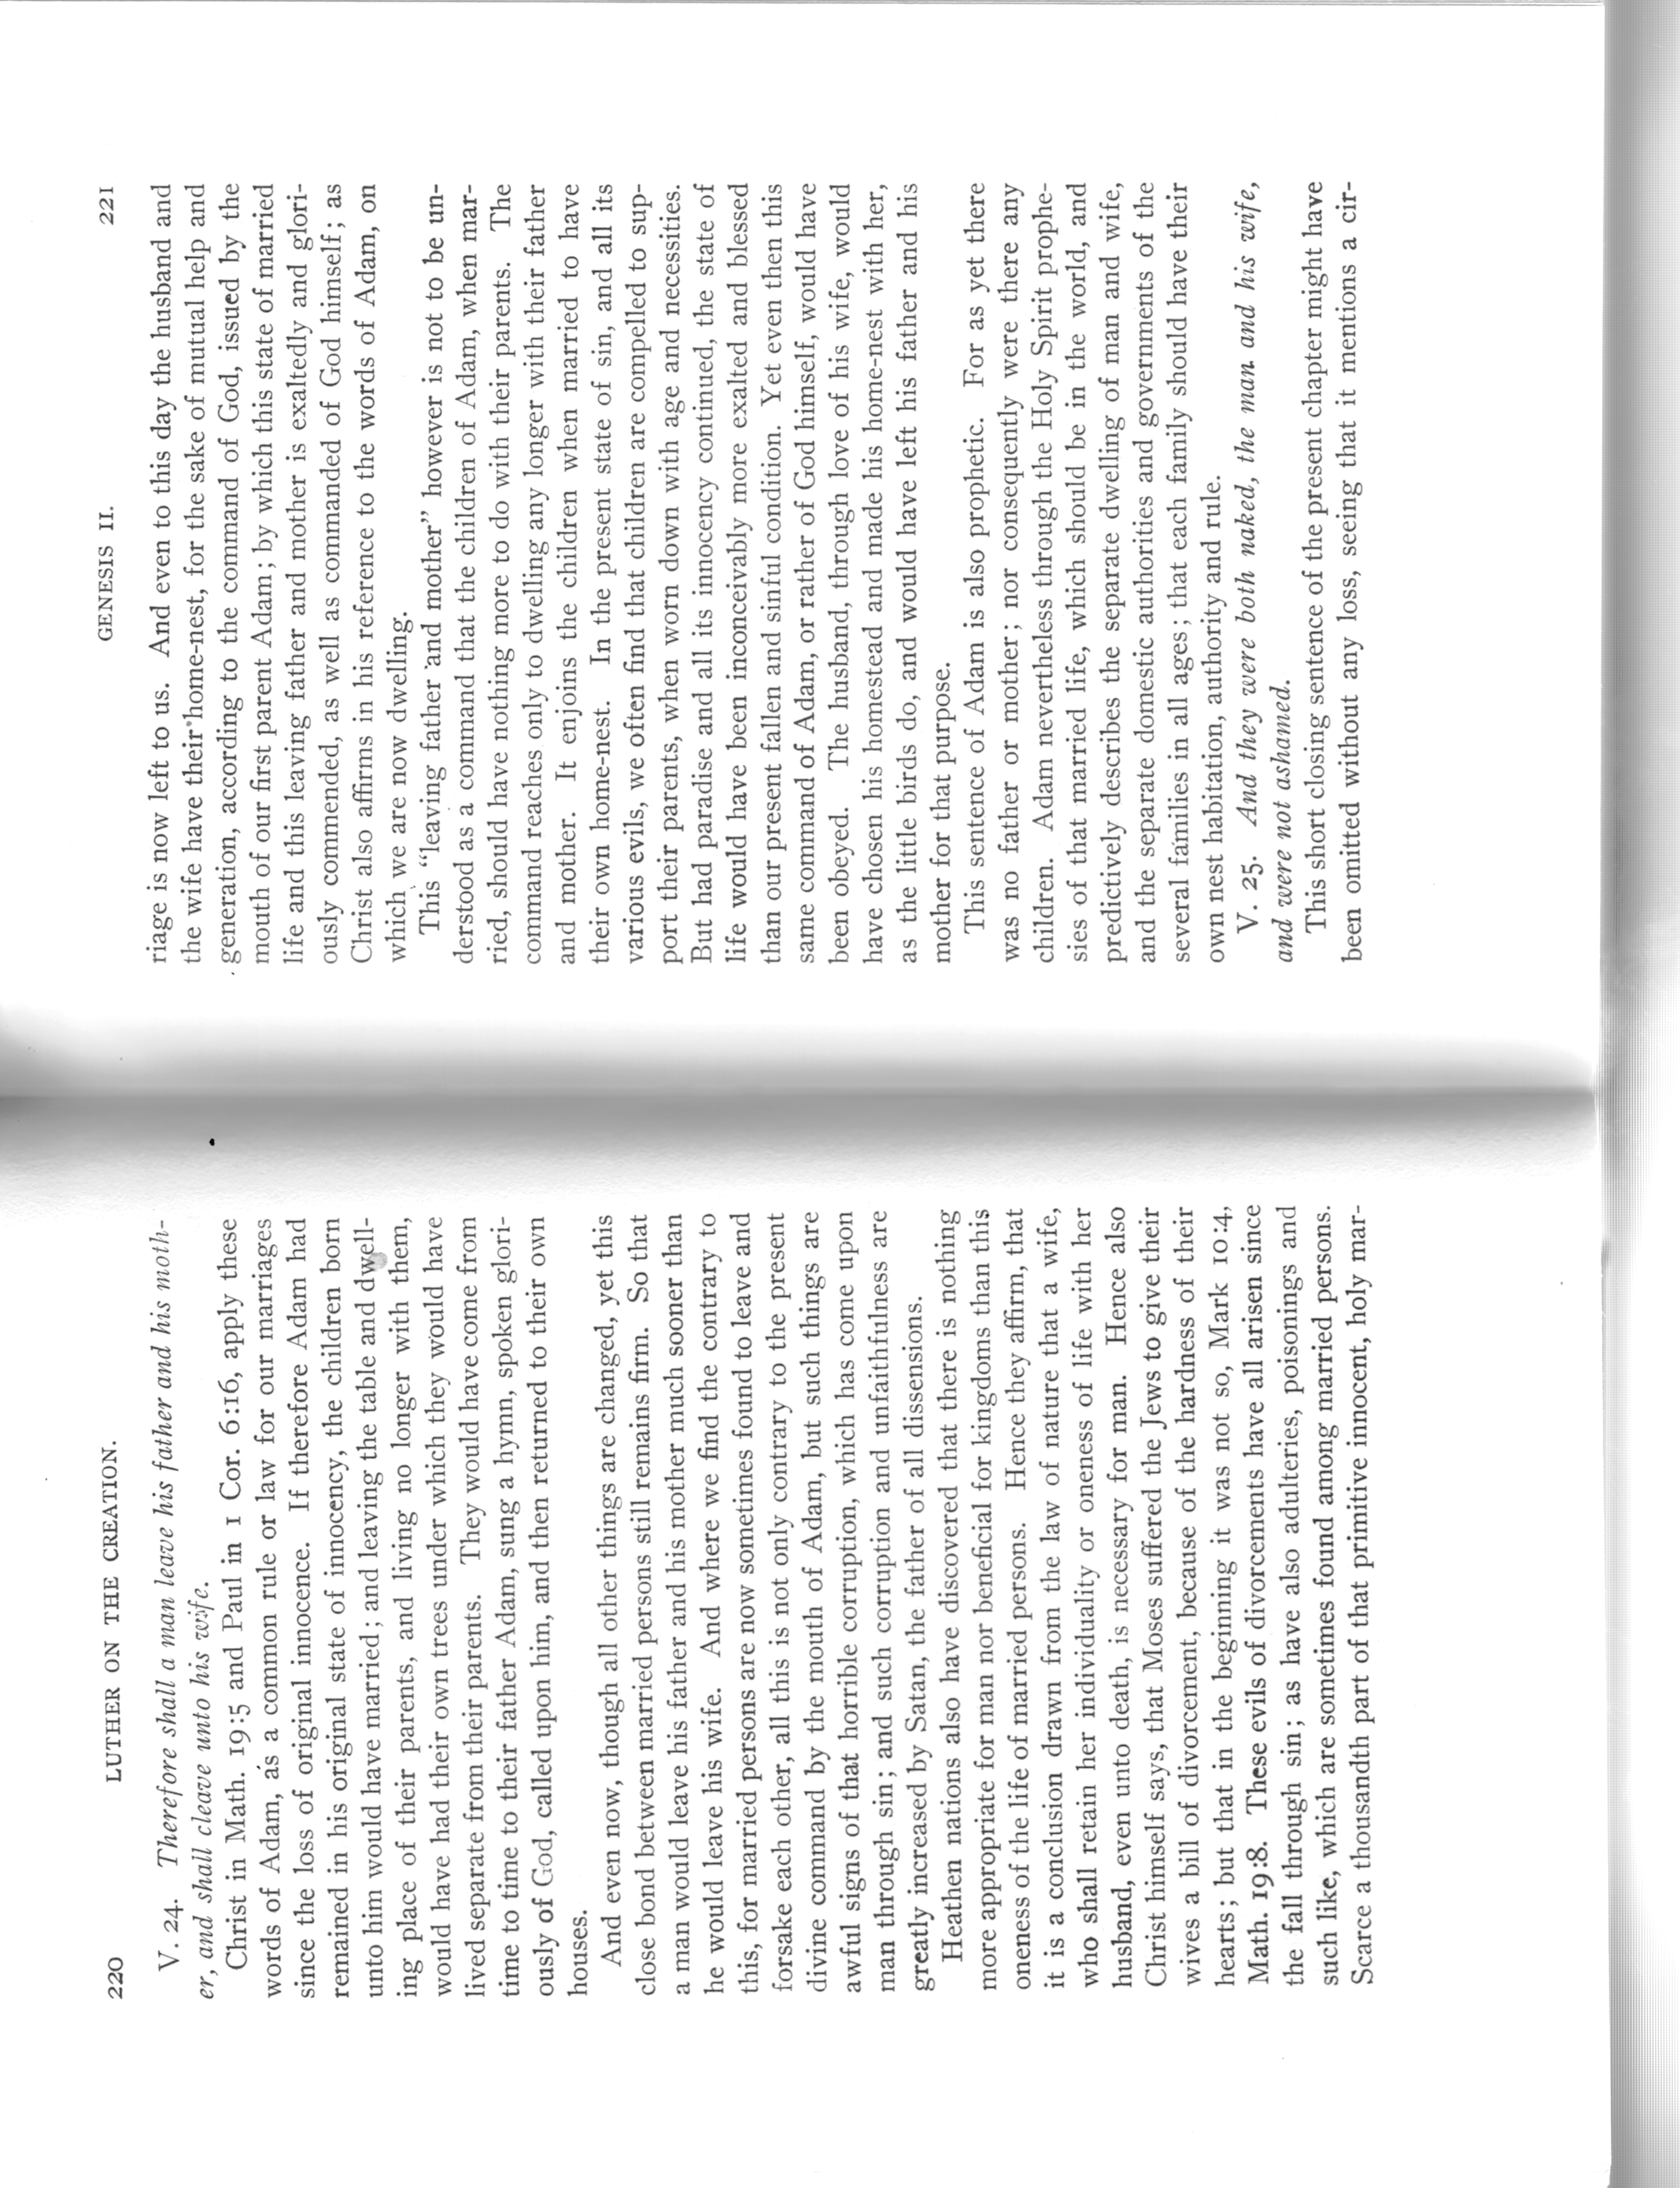 220 LUTHER ON THE CREATION.
V. 24. Therefore shall a man leave his father and his moth-
er, and shall cleave unto his wife.
Christ in Math. 19:5 and Paul in 1 Cor. 6:16, apply these
words of Adam, as a common rule or law for our marriages
since the loss of original innocence. If therefore Adam had
remained in his original state of innocency, the children born
unto him would have married; and leaving the table and dwell-
ing place of their parents, and living no longer with them,
would have had their own trees under which they would have
lived separate from their parents. They would have come from
time to time to their father Adam, sung a hymn, spoken glori-
ously of God, called upon him, and then returned to their own
houses.
And even now, though all other things are changed, yet this
close bond between married persons still remains firm. So that
a man would leave his father and his mother much sooner than
he would leave his wife. And where we find the contrary to
this, for married persons are now sometimes found to leave and
forsake each other, all this is not only contrary to the present
divine command by the mouth of Adam, but such things are
awful signs of that horrible corruption, which has come upon
man through sin; and such corruption and unfaithfulness are
greatly increased by Satan, the father of all dissensions.
Heathen nations also have discovered that there is nothing
more appropriate for man nor beneficial for kingdoms than this
oneness of the life of married persons. Hence they affirm, that
it is a conclusion drawn from the law of nature that a wife,
who shall retain her individuality or oneness of life with her
husband, even unto death, is necessary for man. Hence also
Christ himself says, that Moses suffered the Jews to give their
wives a bill of divorcement, because of the hardness of their
hearts; but that in the beginning it was not so, Mark 10:4,
Math. 19:8. These evils of divorcements have all arisen since
the fall through sin; as have also adulteries, poisonings and
such like, which are sometimes found among married persons.
Scarce a thousandth part of that primitive innocent, holy mar-
GENESIS II. 221
riage is now left to us. And even to this day the husband and
the wife have their home-nest, for the sake of mutual help and
generation, according to the command of God, issued by the
mouth of our first parent Adam; by which this state of married
life and this leaving father and mother is exaltedly and glori-
ously commended, as well as commanded of God himself; as
Christ also affirms in his reference to the words of Adam, on
which we are now dwelling.
This “leaving father and mother” however is not to be un-
derstood as a command that the children of Adam, when mar-
ried, should have nothing more to do with their parents. The
command reaches only to dwelling any longer with their father
and mother. It enjoins the children when married to have
their own home-nest. In the present state of sin, and all its
various evils, we often find that children are compelled to sup-
port their parents, when worn down with age and necessities.
But had paradise and all its innocency continued, the state of
life would have been inconceivably more exalted and blessed
than our present fallen and sinful condition. Yet even then this
same command of Adam, or rather of God himself, would have
been obeyed. The husband, through love of his wife, would
have chosen his homestead and made his home-nest with her,
as the little birds do, and would have left his father and his
mother for that purpose.
This sentence of Adam is also prophetic. For as yet there
was no father or mother; nor consequently were there any
children. Adam nevertheless through the Holy Spirit prophe-
sies of that married life, which should be in the world, and
predictively describes the separate dwelling of man and wife,
and the separate domestic authorities and governments of the
several families in all ages; that each family should have their
own nest habitation, authority and rule.
V. 25. And they were both naked, the man and his wife,
and were not ashamed.
This short closing sentence of the present chapter might have
been omitted without any loss, seeing that it mentions a cir-